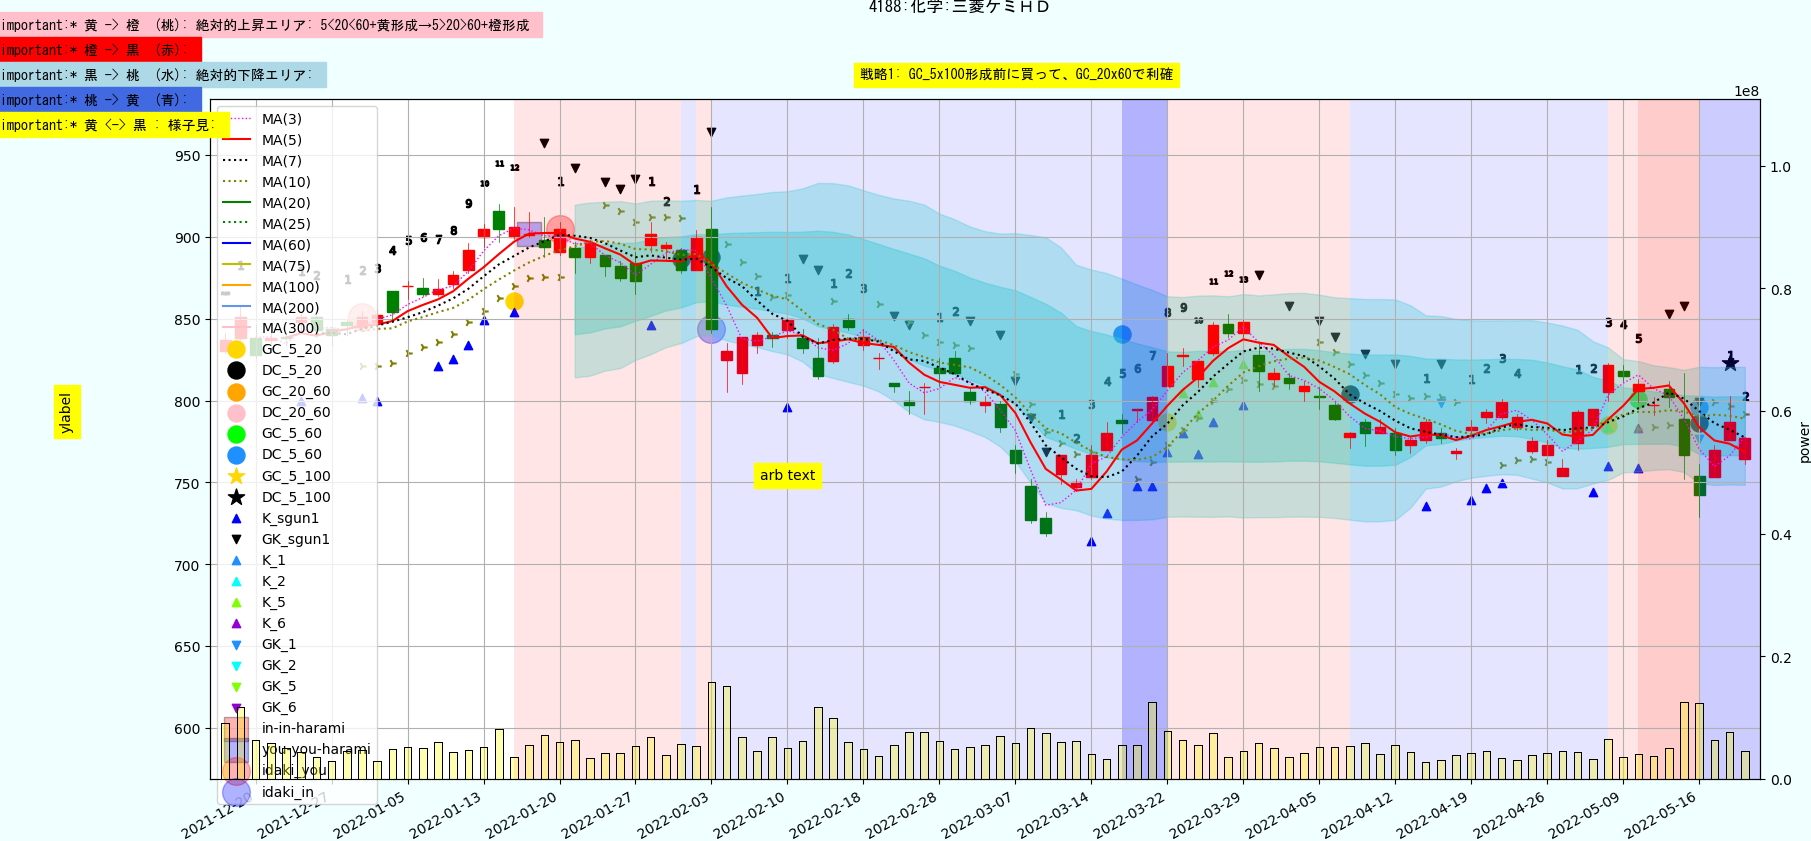 4188:化学:三菱ケミＨＤ
important:* 黄 -> 橙 (桃): 絶対的上昇エリア: 5<20<60+黄形成→5>20>60+橙形成
important:* 橙 -> 黒 (赤):
important:* 黒 -> 桃 (水): 絶対的下降エリア:
important:* 桃 -> 黄 (青):
important:* 黄 <-> 黒 : 様子見:
戦略1: GC_5x100形成前に買って、GC_20x60で利確
1e8
MA(3)
MA(5)
MA(7)
MA(10)
MA(20)
MA(25)
MA(60)
MA(75)
MA(100)
MA(200)
MA(300)
GC_5_20
DC_5_20
GC_20_60
DC_20_60
GC_5_60
DC_5_60
GC_5_100
DC_5_100
K_sgun1
GK_sgun1
K_1
K_2
K_5
K_6
GK_1
GK_2
GK_5
GK_6
in-in-harami
you-you-harami
idaki_you
idaki_in
950
900
850
800
750
700
650
600
ylabel
arb text
1.0
0.8
0.6
0.4
0.2
0.0
power
2021-12-20
2021-12-27
2022-01-05
2022-01-13
2022-01-20
2022-01-27
2022-02-03
2022-02-10
2022-02-18
2022-02-28
2022-03-07
2022-03-14
2022-03-22
2022-03-29
2022-04-05
2022-04-12
2022-04-19
2022-04-26
2022-05-09
2022-05-16